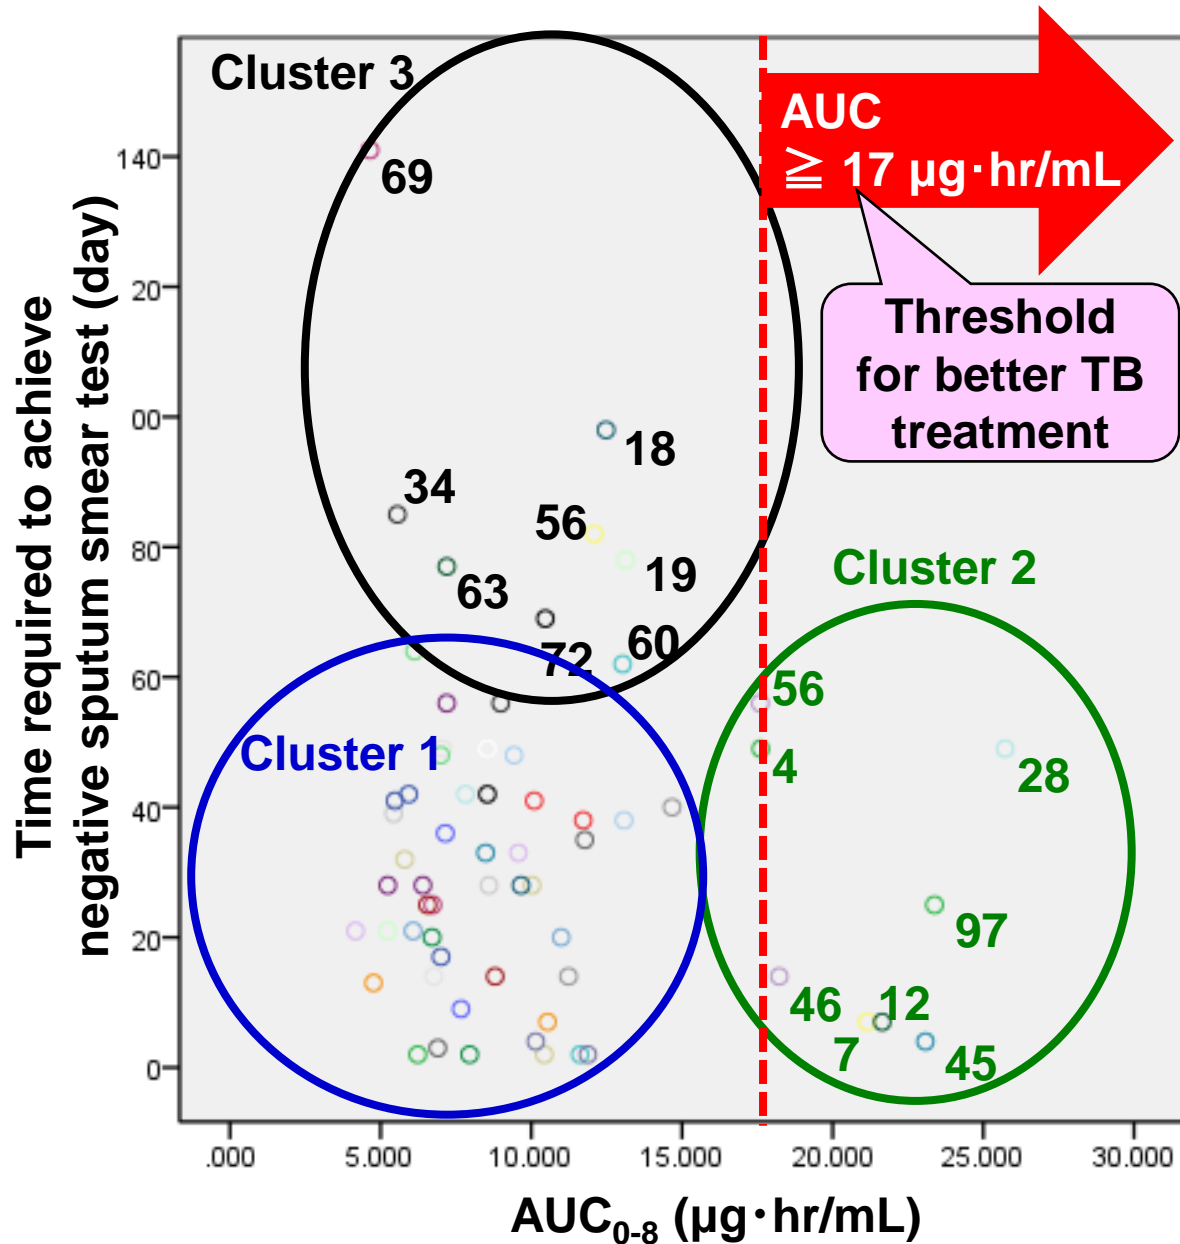 Cluster 3
AUC
≧ 17 µg·hr/mL
Threshold
for better TB
treatment
69
18
34
56
19
63
72
60
Cluster 2
56
4
28
97
46
12
7
45
Cluster 1
Time required to achieve
negative sputum smear test (day)
140
20
00
80
60
40
20
0
.000
5.000
10.000
15.000
20.000
25.000
30.000
AUC0-8 (µg·hr/mL)